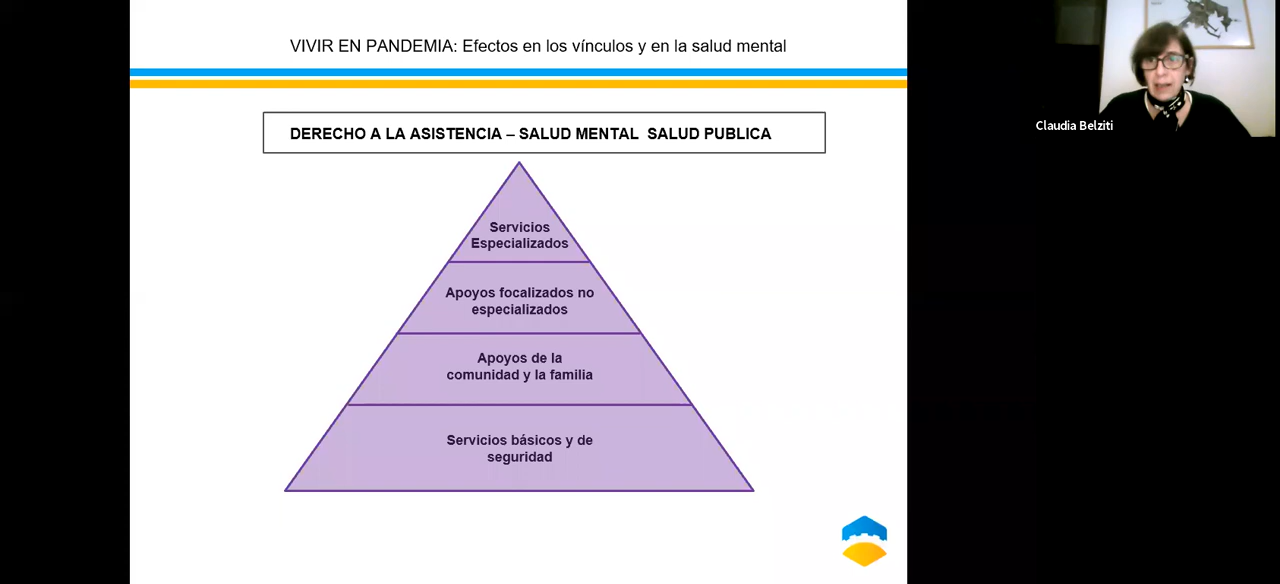 VIVIR EN PANDEMIA: Efectos en los vínculos y en la salud mental
DERECHO A LA ASISTENCIA – SALUD MENTAL  SALUD PUBLICA
Servicios
Especializados
Apoyos focalizados no
especializados
Apoyos de la
comunidad y la familia
Servicios básicos y de
seguridad
Claudia Belziti